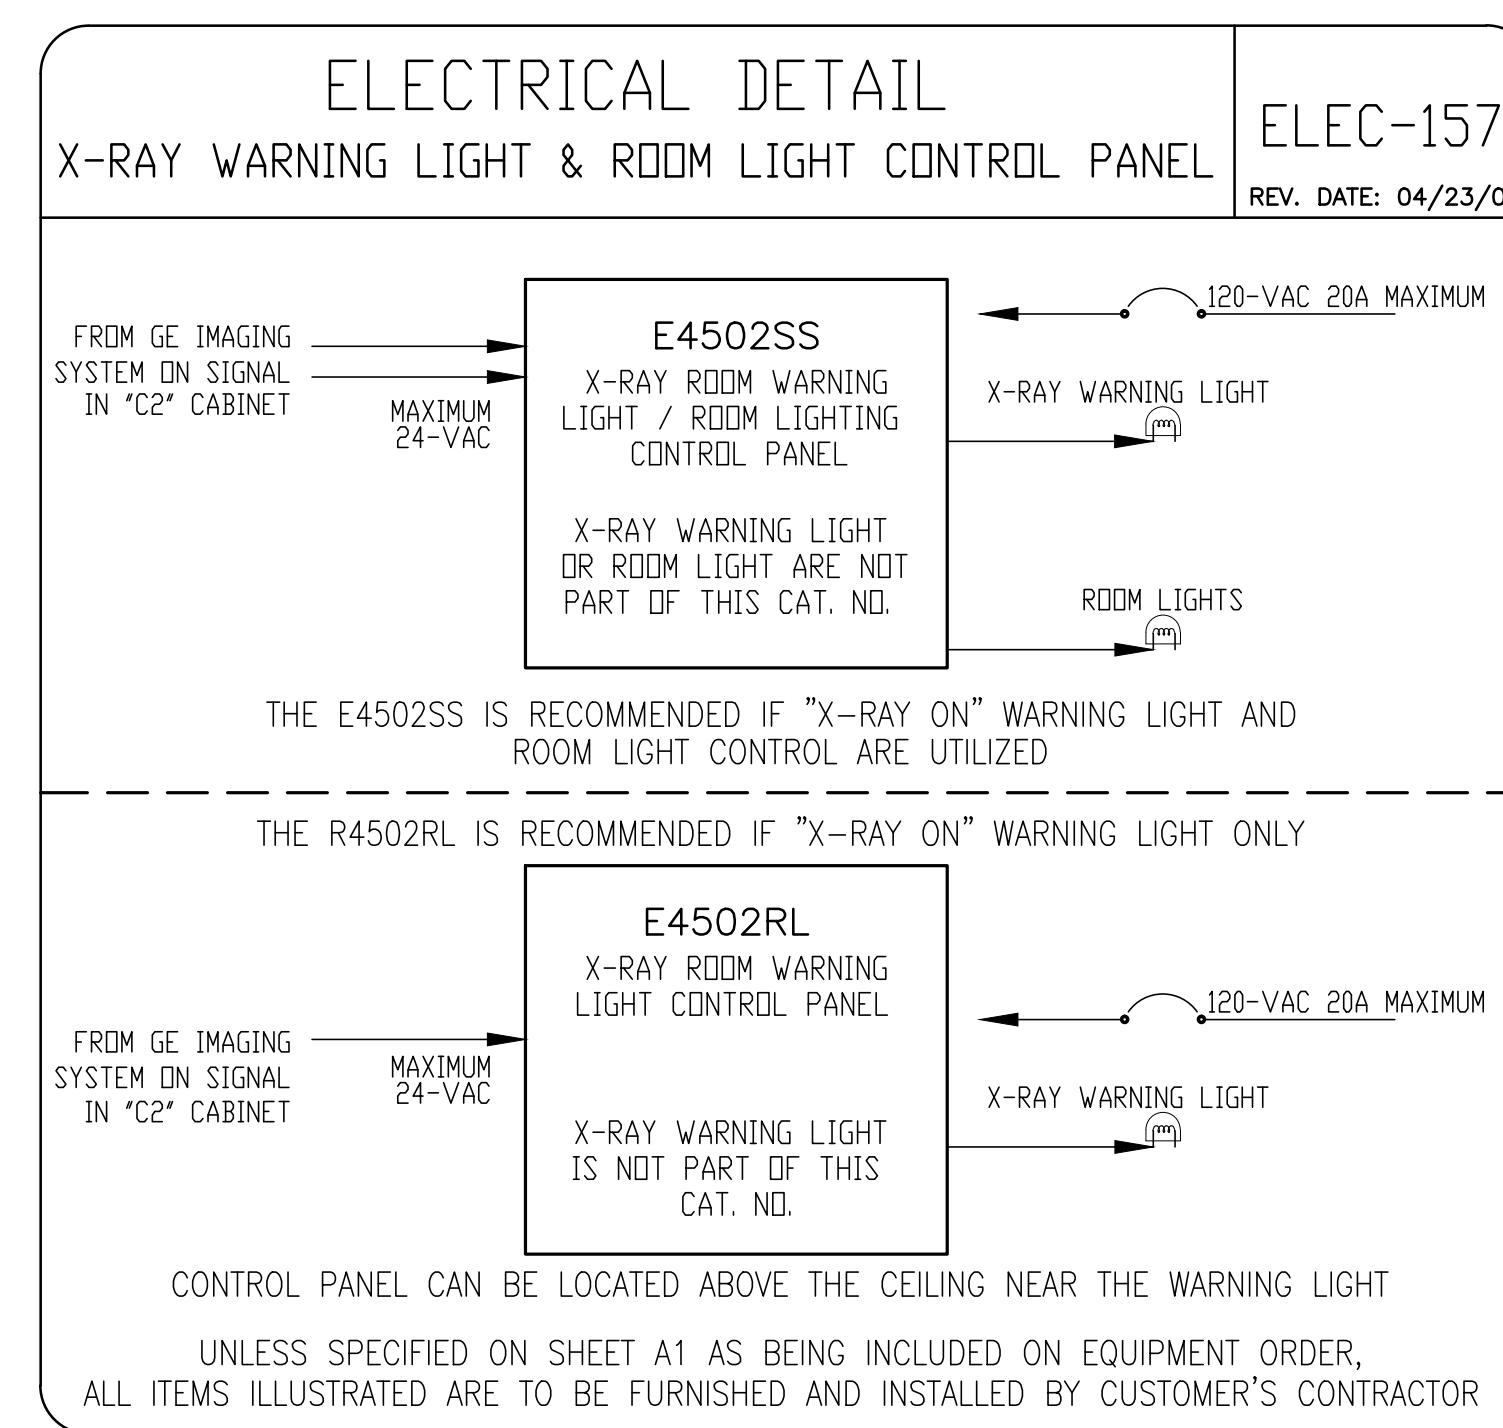 ELECTRICAL DETAIL
X-RAY WARNING LIGHT & ROOM LIGHT CONTROL PANEL
ELEC-157
REV. DATE: 04/23/0
FROM GE IMAGING
SYSTEM ON SIGNAL
IN "C2" CABINET
MAXIMUM
24-VAC
E4502SS
X-RAY ROOM WARNING
LIGHT / ROOM LIGHTING
CONTROL PANEL
X-RAY WARNING LIGHT
OR ROOM LIGHT ARE NOT
PART OF THIS CAT. NO.
120-VAC 20A MAXIMUM
X-RAY WARNING LIGHT
ROOM LIGHTS
THE E4502SS IS RECOMMENDED IF "X-RAY ON" WARNING LIGHT AND
ROOM LIGHT CONTROL ARE UTILIZED
THE R4502RL IS RECOMMENDED IF "X-RAY ON" WARNING LIGHT ONLY
FROM GE IMAGING
SYSTEM ON SIGNAL
IN "C2" CABINET
MAXIMUM
24-VAC
E4502RL
X-RAY ROOM WARNING
LIGHT CONTROL PANEL
X-RAY WARNING LIGHT
IS NOT PART OF THIS
CAT. NO.
120-VAC 20A MAXIMUM
X-RAY WARNING LIGHT
CONTROL PANEL CAN BE LOCATED ABOVE THE CEILING NEAR THE WARNING LIGHT
UNLESS SPECIFIED ON SHEET A1 AS BEING INCLUDED ON EQUIPMENT ORDER,
ALL ITEMS ILLUSTRATED ARE TO BE FURNISHED AND INSTALLED BY CUSTOMER'S CONTRACTOR